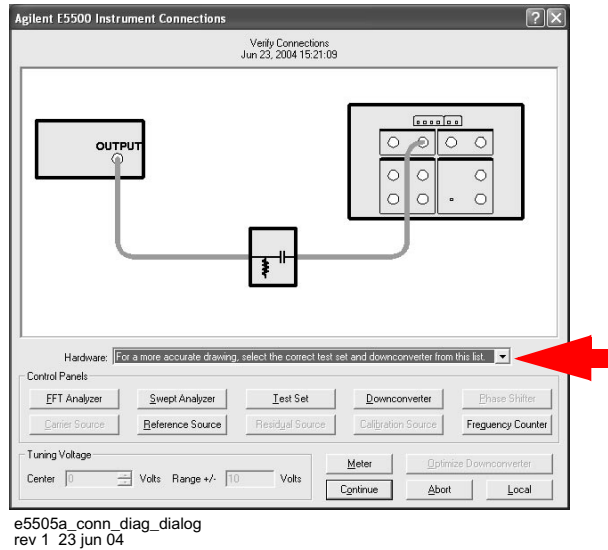 Agilent E5500 Instrument Connections
Verify Connections
Jun 23, 2004 15:21:09
OUTPUT
Hardware: For a more accurate drawing, select the correct test set and downconverter from this list.
Control Panels
FFT Analyzer Swept Analyzer Test Set Downconverter Phase Shifter
Carrier Source Reference Source Residual Source Calibration Source Frequency Counter
Tuning Voltage
Center 0 Volts Range +/- 10 Volts
Meter Optimize Downconverter
Continue Abort Local
e5505a_conn_diag_dialog
rev 1 23 jun 04